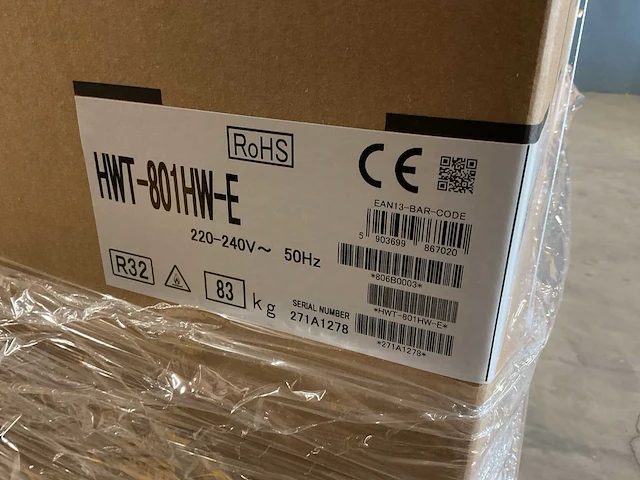 RoHS
CE
HWT-801HW-E
EAN13-BAR-CODE
5 903699 867020
220-240V~ 50Hz
*806B0003*
R32
83 kg
*HWT-801HW-E*
SERIAL NUMBER
271A1278
*271A1278*